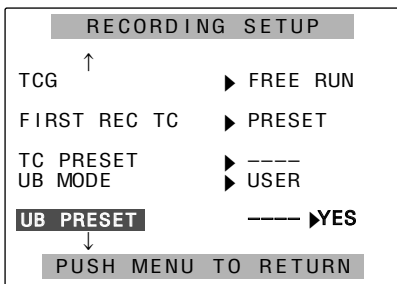 RECORDING SETUP
↑
TCG ▶ FREE RUN
FIRST REC TC ▶ PRESET
TC PRESET ▶ ----
UB MODE ▶ USER
UB PRESET ---- ▶YES
↓
PUSH MENU TO RETURN